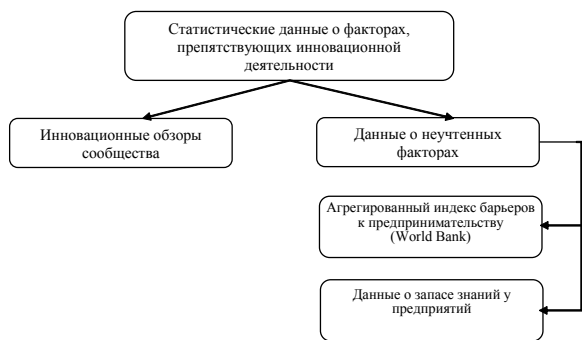 Статистические данные о факторах,
препятствующих инновационной
деятельности
Инновационные обзоры
сообщества
Данные о неучтенных
факторах
Агрегированный индекс барьеров
к предпринимательству
(World Bank)
Данные о запасе знаний у
предприятий